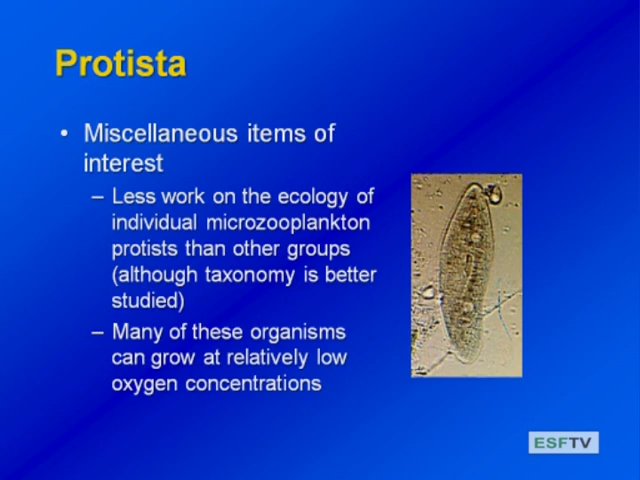 Protista
• Miscellaneous items of
interest
– Less work on the ecology of
individual microzooplankton
protists than other groups
(although taxonomy is better
studied)
– Many of these organisms
can grow at relatively low
oxygen concentrations
ESFTV